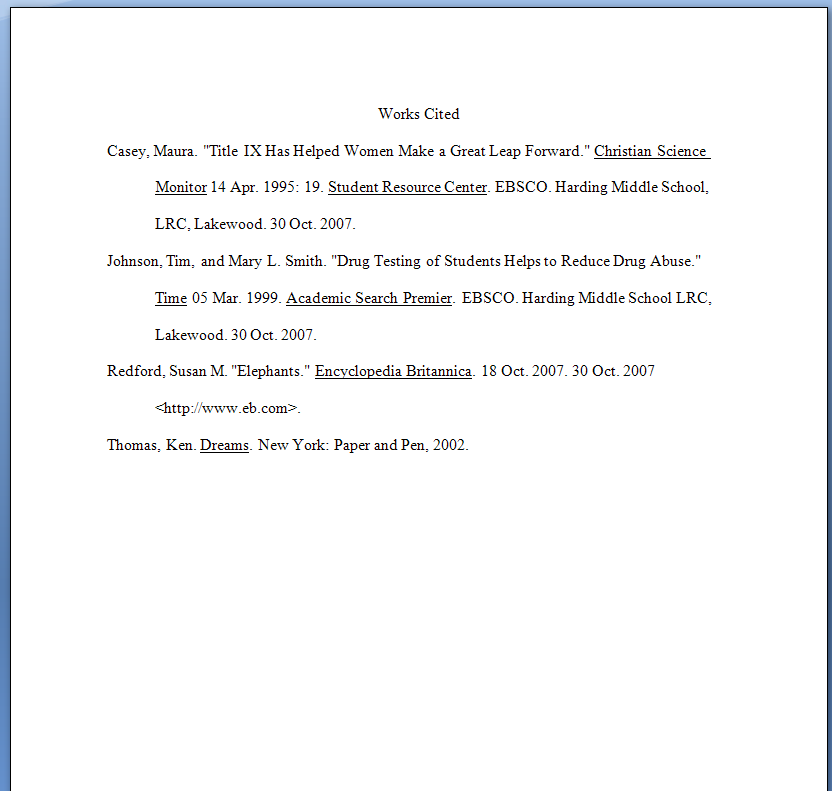 Works Cited
Casey, Maura. "Title IX Has Helped Women Make a Great Leap Forward." Christian Science
Monitor 14 Apr. 1995: 19. Student Resource Center. EBSCO. Harding Middle School,
LRC, Lakewood. 30 Oct. 2007.
Johnson, Tim, and Mary L. Smith. "Drug Testing of Students Helps to Reduce Drug Abuse."
Time 05 Mar. 1999. Academic Search Premier. EBSCO. Harding Middle School LRC,
Lakewood. 30 Oct. 2007.
Redford, Susan M. "Elephants." Encyclopedia Britannica. 18 Oct. 2007. 30 Oct. 2007
<http://www.eb.com>.
Thomas, Ken. Dreams. New York: Paper and Pen, 2002.